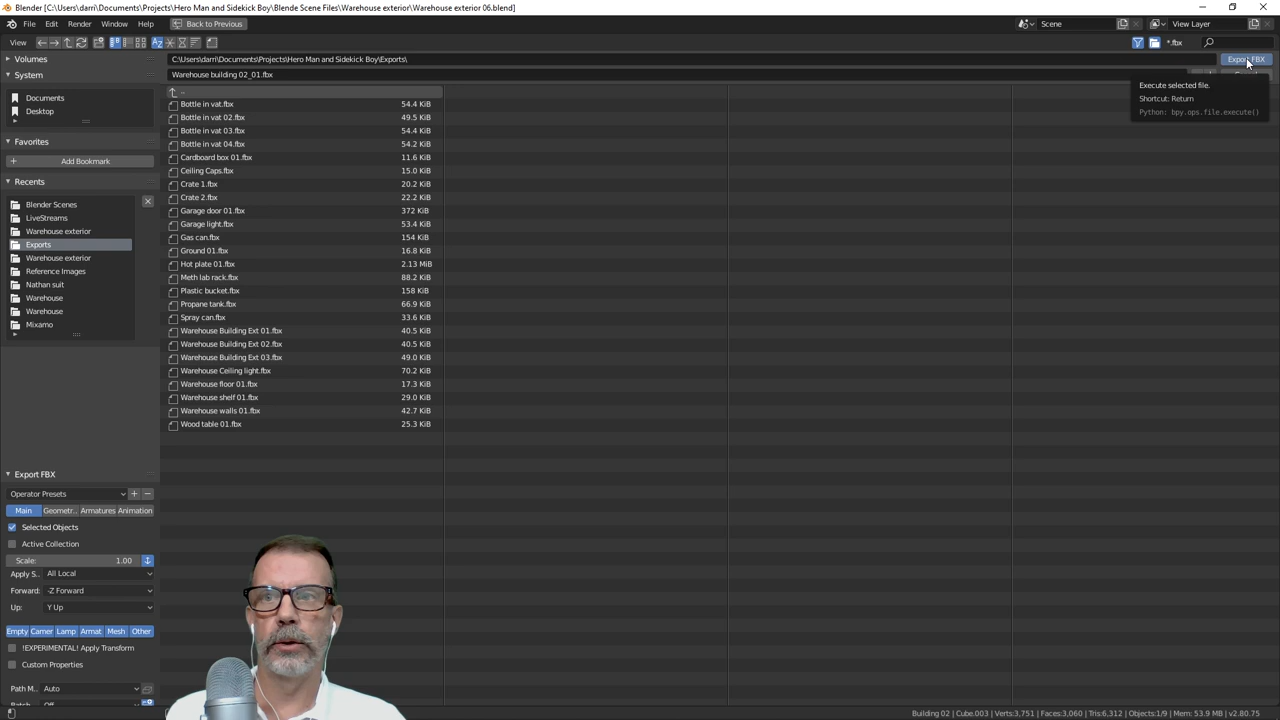 Blender [C:\Users\darri\Documents\Projects\Hero Man and Sidekick Boy\Blende Scene Files\Warehouse exterior\Warehouse exterior 06.blend]
File Edit Render Window Help Back to Previous Scene View Layer
View *.fbx
Volumes
C:\Users\darri\Documents\Projects\Hero Man and Sidekick Boy\Exports\
Export FBX
System
Warehouse building 02_01.fbx
Execute selected file.
Shortcut: Return
Python: bpy.ops.file.execute()
Documents
Desktop
Favorites
Add Bookmark
Recents
Blender Scenes
LiveStreams
Warehouse exterior
Exports
Warehouse exterior
Reference Images
Nathan suit
Warehouse
Warehouse
Mixamo
..
Bottle in vat.fbx 54.4 KiB
Bottle in vat 02.fbx 49.5 KiB
Bottle in vat 03.fbx 54.4 KiB
Bottle in vat 04.fbx 54.2 KiB
Cardboard box 01.fbx 11.6 KiB
Ceiling Caps.fbx 15.0 KiB
Crate 1.fbx 20.2 KiB
Crate 2.fbx 22.2 KiB
Garage door 01.fbx 372 KiB
Garage light.fbx 53.4 KiB
Gas can.fbx 154 KiB
Ground 01.fbx 16.8 KiB
Hot plate 01.fbx 2.13 MiB
Meth lab rack.fbx 88.2 KiB
Plastic bucket.fbx 158 KiB
Propane tank.fbx 66.9 KiB
Spray can.fbx 33.6 KiB
Warehouse Building Ext 01.fbx 40.5 KiB
Warehouse Building Ext 02.fbx 40.5 KiB
Warehouse Building Ext 03.fbx 49.0 KiB
Warehouse Ceiling light.fbx 70.2 KiB
Warehouse floor 01.fbx 17.3 KiB
Warehouse shelf 01.fbx 29.0 KiB
Warehouse walls 01.fbx 42.7 KiB
Wood table 01.fbx 25.3 KiB
Export FBX
Operator Presets
Main Geometr.. Armatures Animation
Selected Objects
Active Collection
Scale: 1.00
Apply S.. All Local
Forward: -Z Forward
Up: Y Up
Empty Camer Lamp Armat Mesh Other
!EXPERIMENTAL! Apply Transform
Custom Properties
Path M.. Auto
Building 02 | Cube.003 | Verts:3,751 | Faces:3,060 | Tris:6,312 | Objects:1/9 | Mem: 53.9 MB | v2.80.75